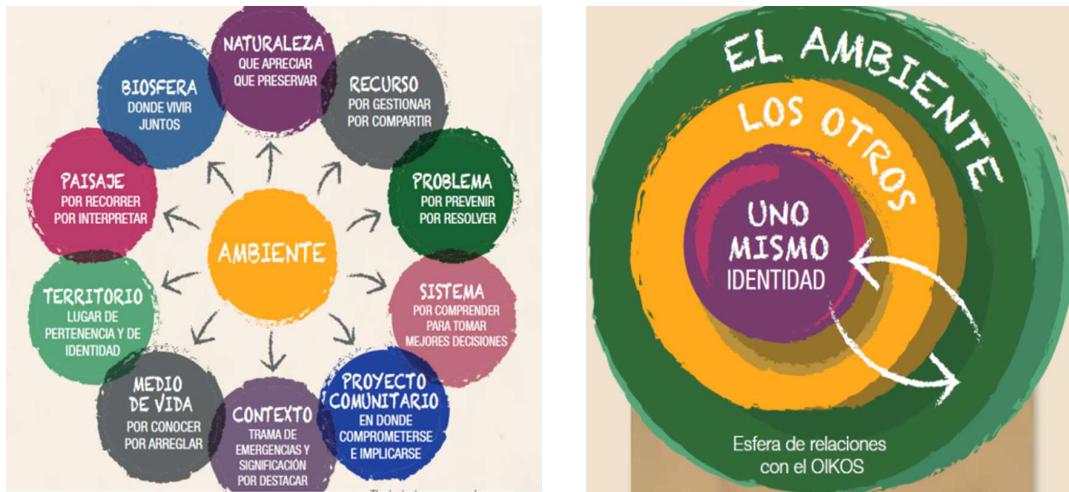 NATURALEZA
QUE APRECIAR
QUE PRESERVAR
RECURSO
POR GESTIONAR
POR COMPARTIR
PROBLEMA
POR PREVENIR
POR RESOLVER
SISTEMA
POR COMPRENDER
PARA TOMAR
MEJORES DECISIONES
PROYECTO
COMUNITARIO
EN DONDE
COMPROMETERSE
E IMPLICARSE
CONTEXTO
TRAMA DE
EMERGENCIAS Y
SIGNIFICACIÓN
POR DESTACAR
MEDIO
DE VIDA
POR CONOCER
POR ARREGLAR
TERRITORIO
LUGAR DE
PERTENENCIA Y DE
IDENTIDAD
PAISAJE
POR RECORRER
POR INTERPRETAR
BIOSFERA
DONDE VIVIR
JUNTOS
AMBIENTE
EL AMBIENTE
LOS OTROS
UNO
MISMO
IDENTIDAD
Esfera de relaciones
con el OIKOS